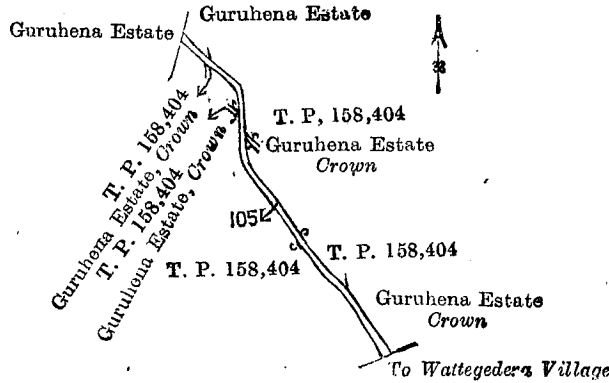 Guruhena Estate
Guruhena Estate
T. P. 158,404
Guruhena Estate, Crown
T. P. 158,404
Guruhena Estate, Crown
T. P, 158,404
Guruhena Estate
Crown
105
T. P. 158,404
T. P. 158,404
Guruhena Estate
Crown
To Wattegedera Village